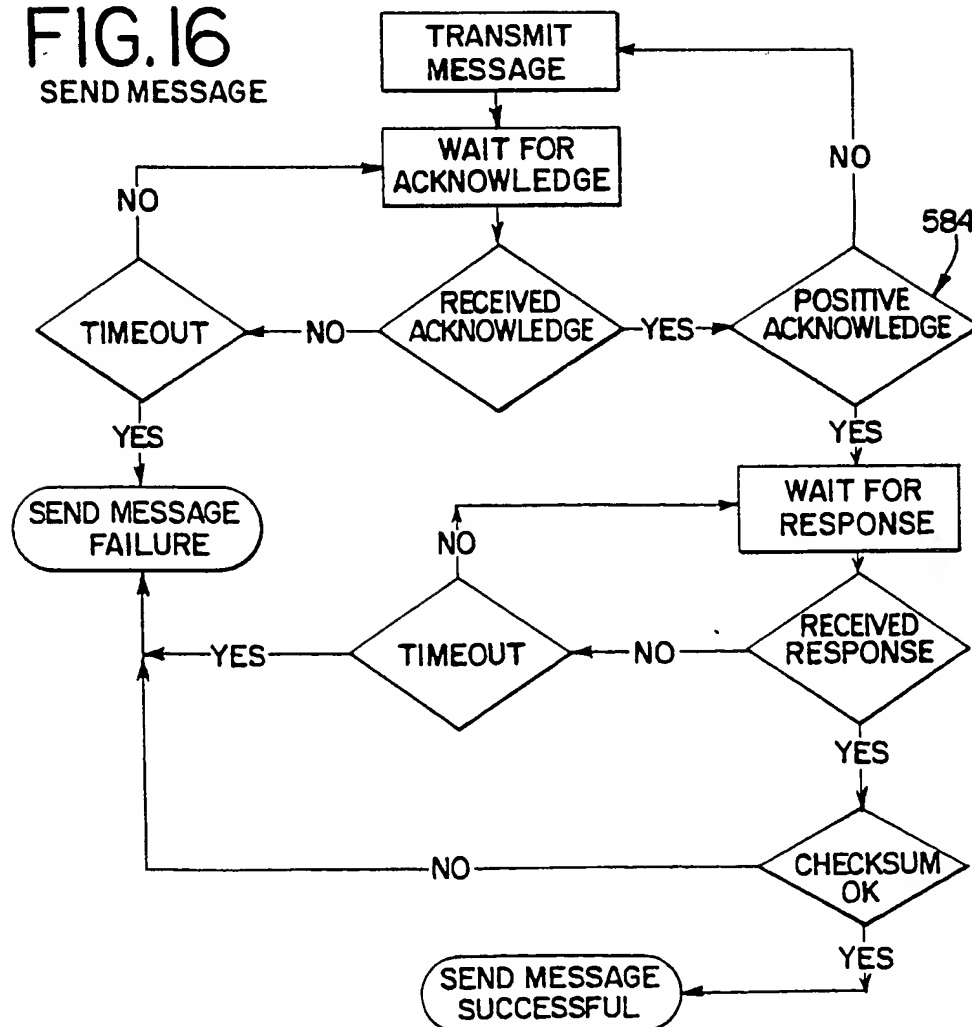 FIG.16
SEND MESSAGE
TRANSMIT
MESSAGE
WAIT FOR
ACKNOWLEDGE
NO
NO
584
TIMEOUT
NO
RECEIVED
ACKNOWLEDGE
YES
POSITIVE
ACKNOWLEDGE
YES
YES
SEND MESSAGE
FAILURE
WAIT FOR
RESPONSE
NO
YES
TIMEOUT
NO
RECEIVED
RESPONSE
YES
NO
CHECKSUM
OK
YES
SEND MESSAGE
SUCCESSFUL